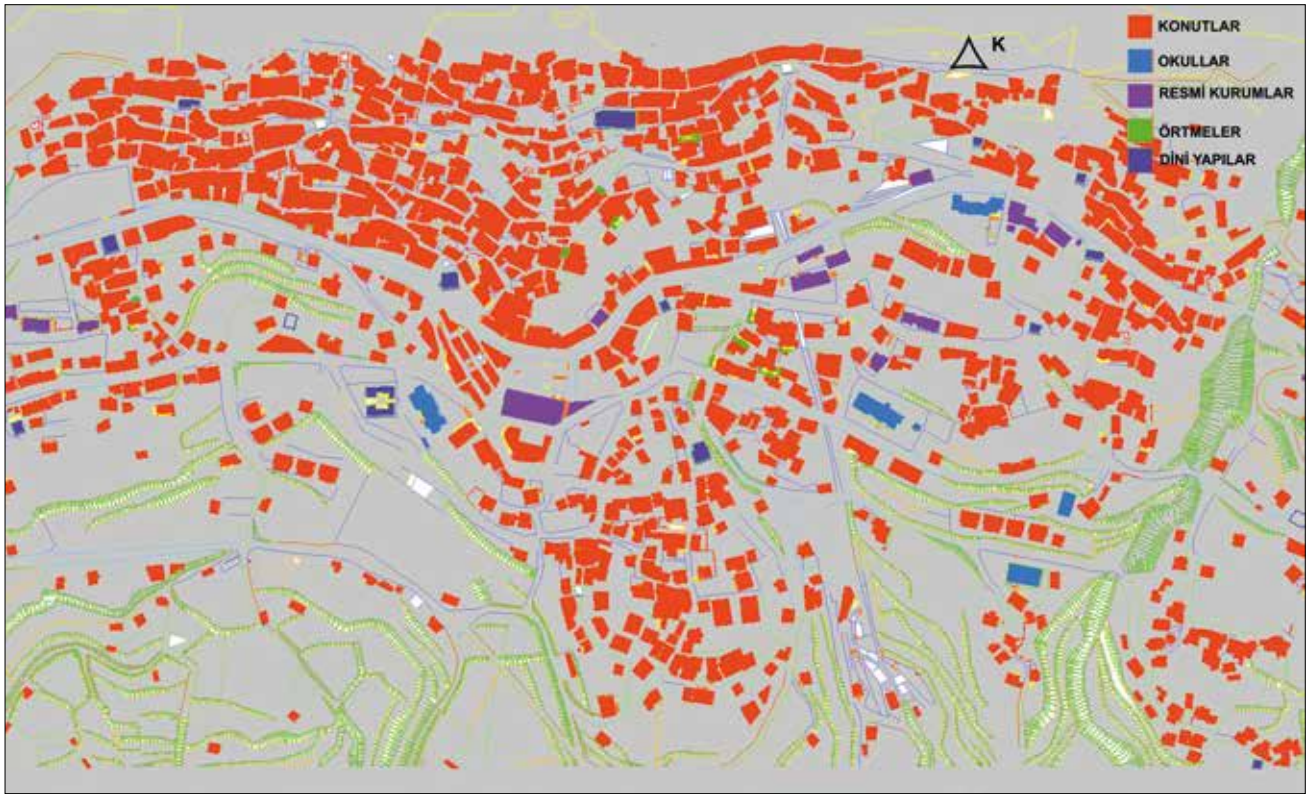 K
KONUTLAR
OKULLAR
RESMİ KURUMLAR
ÖRTMELER
DİNİ YAPILAR